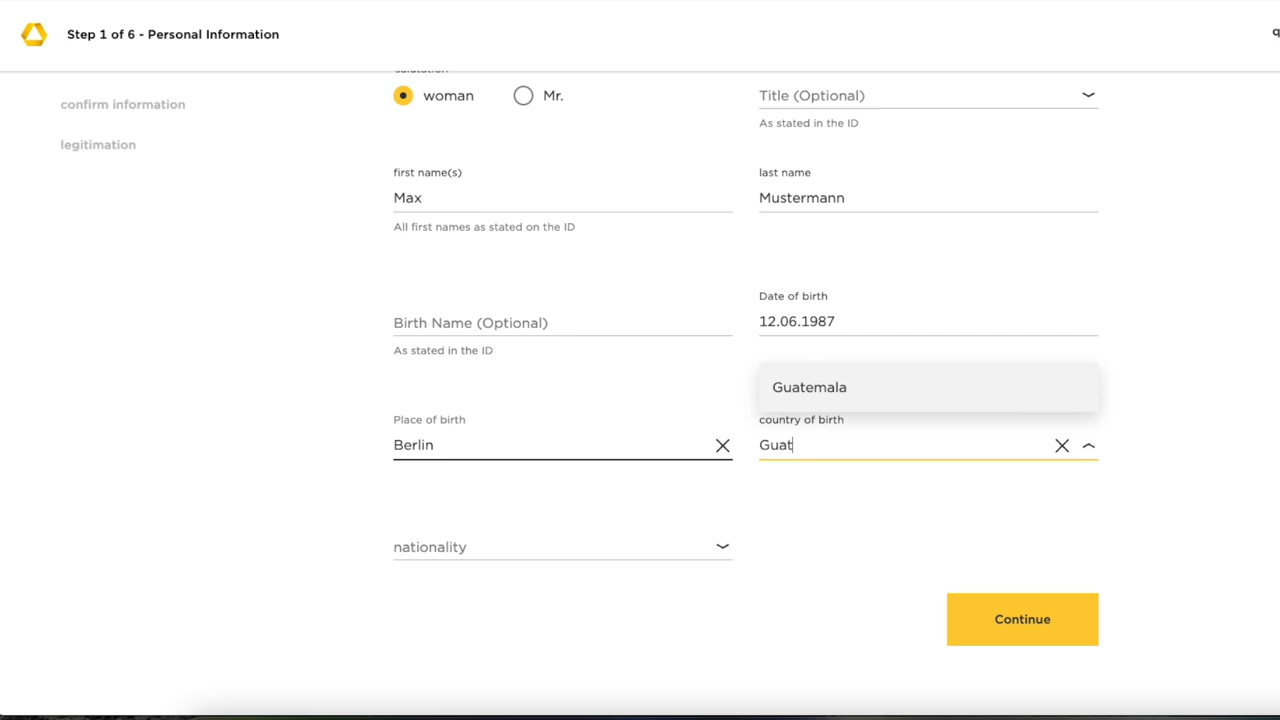 Step 1 of 6 - Personal Information
confirm information
legitimation
salutation
woman
Mr.
Title (Optional)
As stated in the ID
first name(s)
last name
Max
Mustermann
All first names as stated on the ID
Date of birth
Birth Name (Optional)
12.06.1987
As stated in the ID
Guatemala
Place of birth
country of birth
Berlin
Guat
nationality
Continue